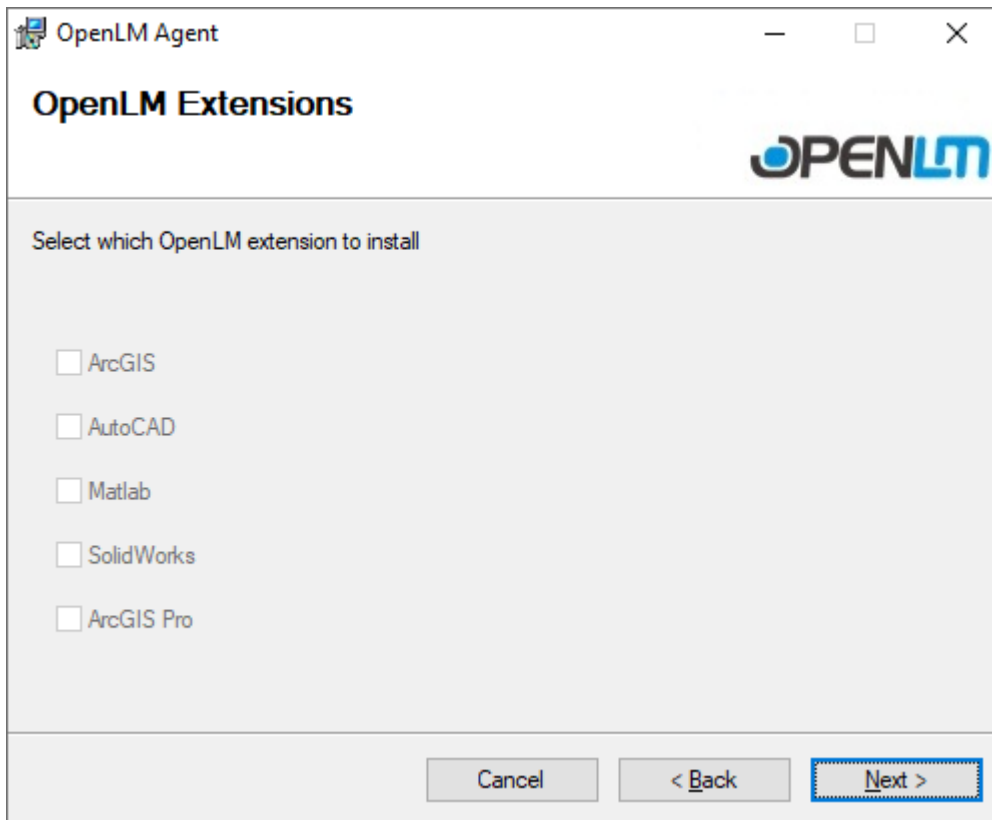 OpenLM Agent
OpenLM Extensions
OPENLM
Select which OpenLM extension to install
ArcGIS
AutoCAD
Matlab
SolidWorks
ArcGIS Pro
Cancel
< Back
Next >